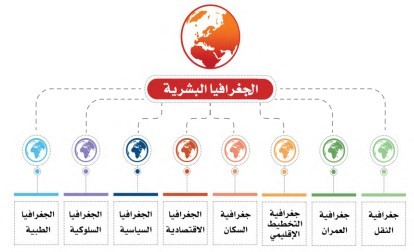 الجغرافيا البشرية
جغرافية
النقل
جغرافية
العمران
جغرافية
التخطيط
الإقليمي
جغرافية
السكان
الجغرافيا
الاقتصادية
الجغرافيا
السياسية
الجغرافيا
السلوكية
الجغرافيا
الطبية